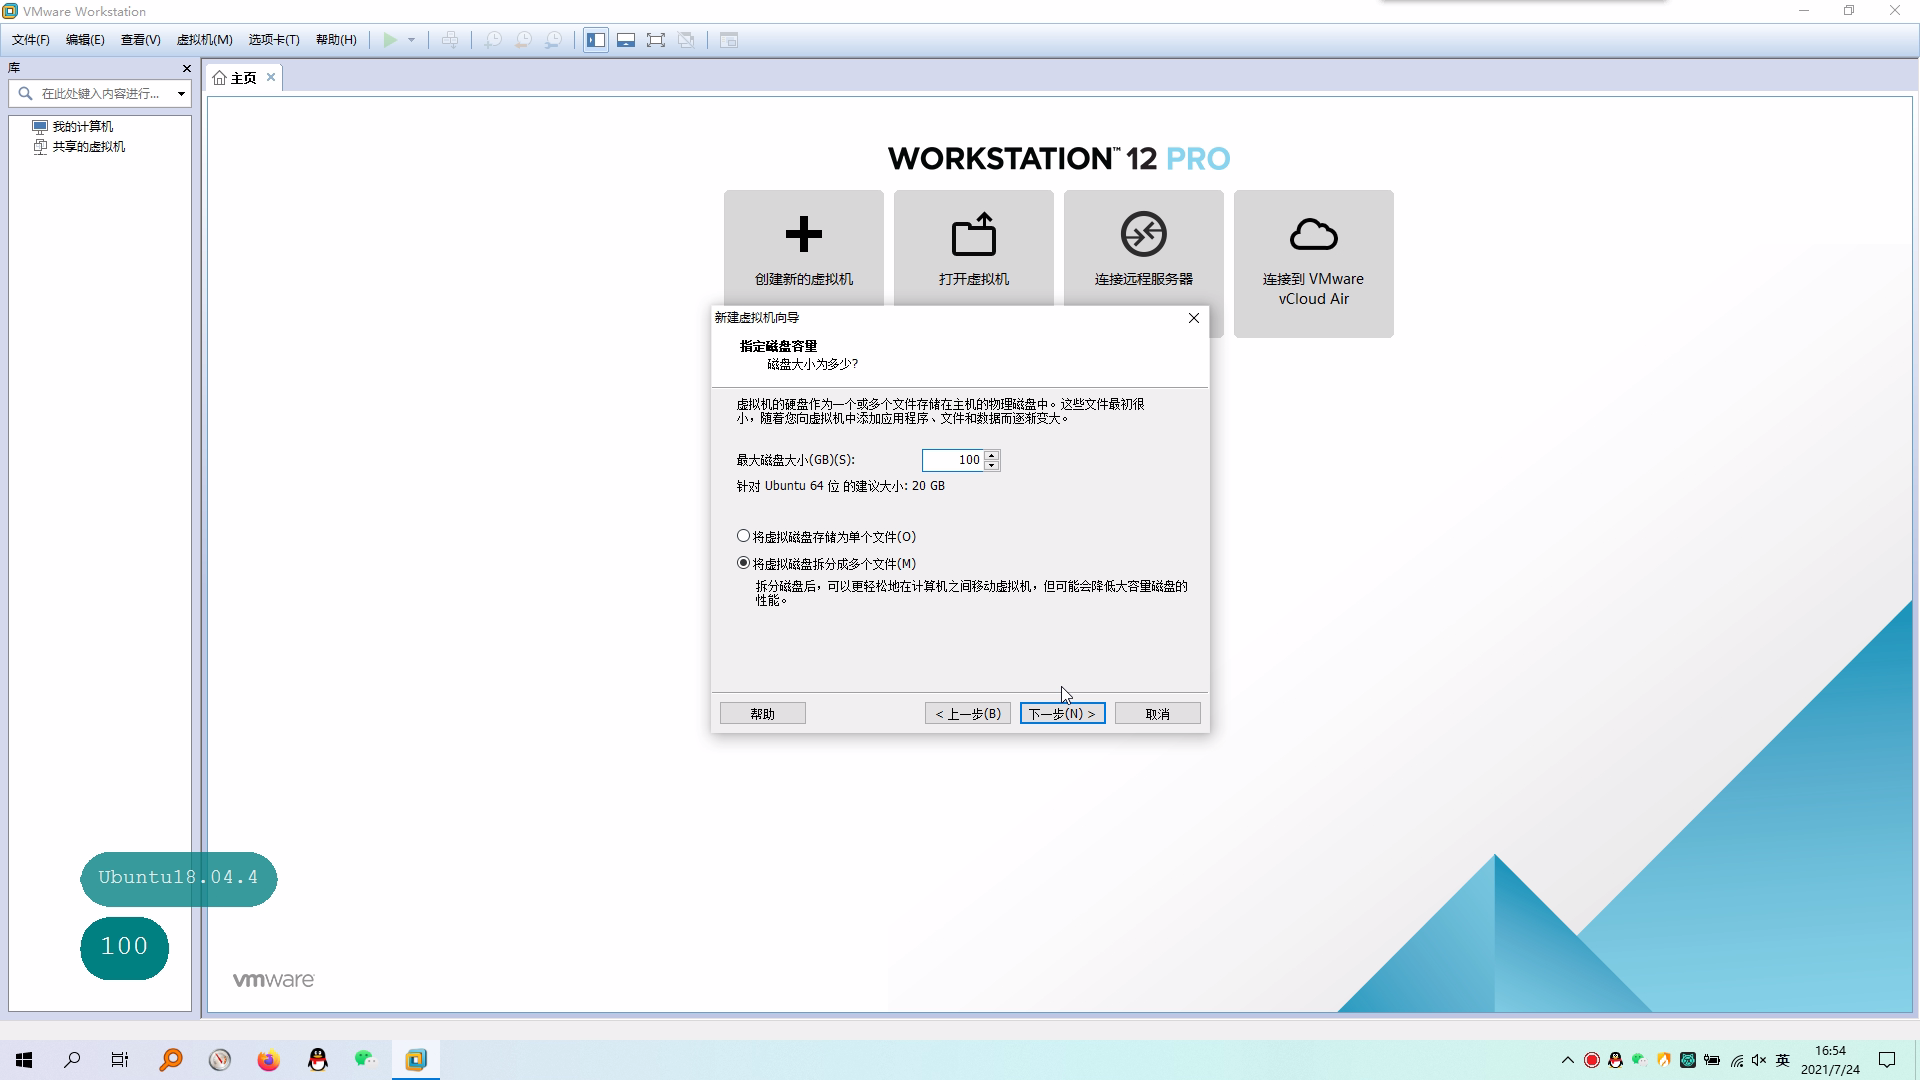 VMware Workstation
文件(F) 编辑(E) 查看(V) 虚拟机(M) 选项卡(T) 帮助(H)
库
在此处键入内容进行...
我的计算机
共享的虚拟机
主页
WORKSTATION™ 12 PRO
创建新的虚拟机
打开虚拟机
连接远程服务器
连接到 VMware
vCloud Air
新建虚拟机向导
指定磁盘容量
磁盘大小为多少?
虚拟机的硬盘作为一个或多个文件存储在主机的物理磁盘中。这些文件最初很
小，随着您向虚拟机中添加应用程序、文件和数据而逐渐变大。
最大磁盘大小(GB)(S): 100
针对 Ubuntu 64 位 的建议大小: 20 GB
将虚拟磁盘存储为单个文件(O)
将虚拟磁盘拆分成多个文件(M)
拆分磁盘后，可以更轻松地在计算机之间移动虚拟机，但可能会降低大容量磁盘的
性能。
帮助 < 上一步(B) 下一步(N) > 取消
Ubuntu18.04.4
100
vmware
英
16:54
2021/7/24